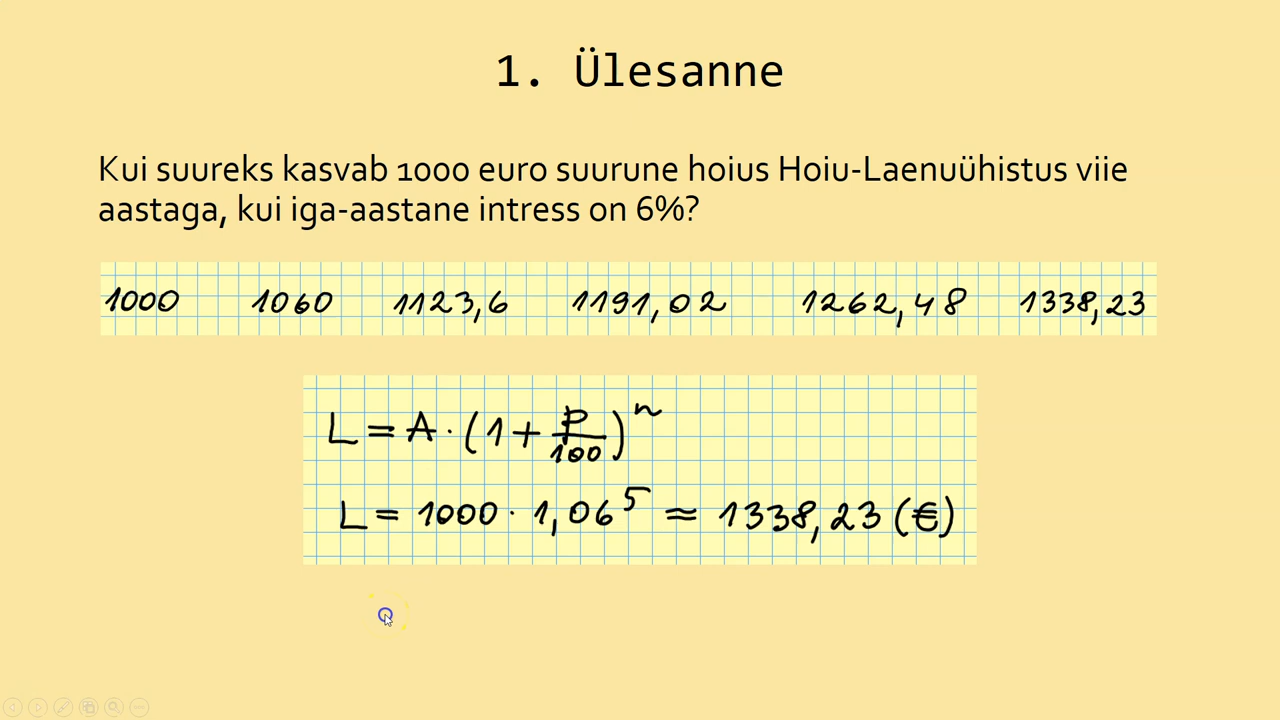 1. Ülesanne
Kui suureks kasvab 1000 euro suurune hoius Hoiu-Laenuühistus viie
aastaga, kui iga-aastane intress on 6%?
1000 1060 1123,6 1191,02 1262,48 1338,23
L = A · (1 + p/100)^n
L = 1000 · 1,06^5 ≈ 1338,23 (€)